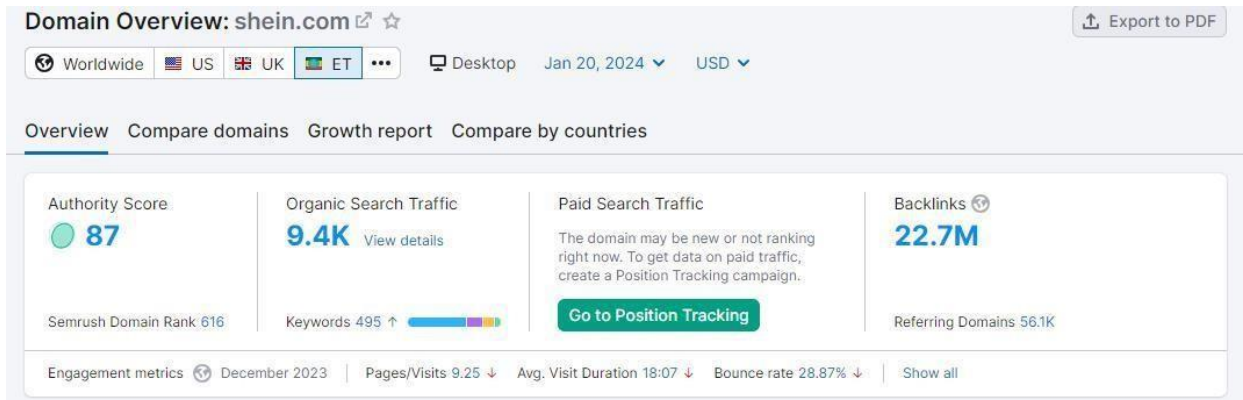 Domain Overview: shein.com
Export to PDF
Worldwide US UK ET ••• Desktop Jan 20, 2024 USD
Overview Compare domains Growth report Compare by countries
Authority Score
87
Semrush Domain Rank 616
Organic Search Traffic
9.4K View details
Keywords 495 ↑
Paid Search Traffic
The domain may be new or not ranking
right now. To get data on paid traffic,
create a Position Tracking campaign.
Go to Position Tracking
Backlinks
22.7M
Referring Domains 56.1K
Engagement metrics December 2023 Pages/Visits 9.25 ↓ Avg. Visit Duration 18:07 ↓ Bounce rate 28.87% ↓ Show all